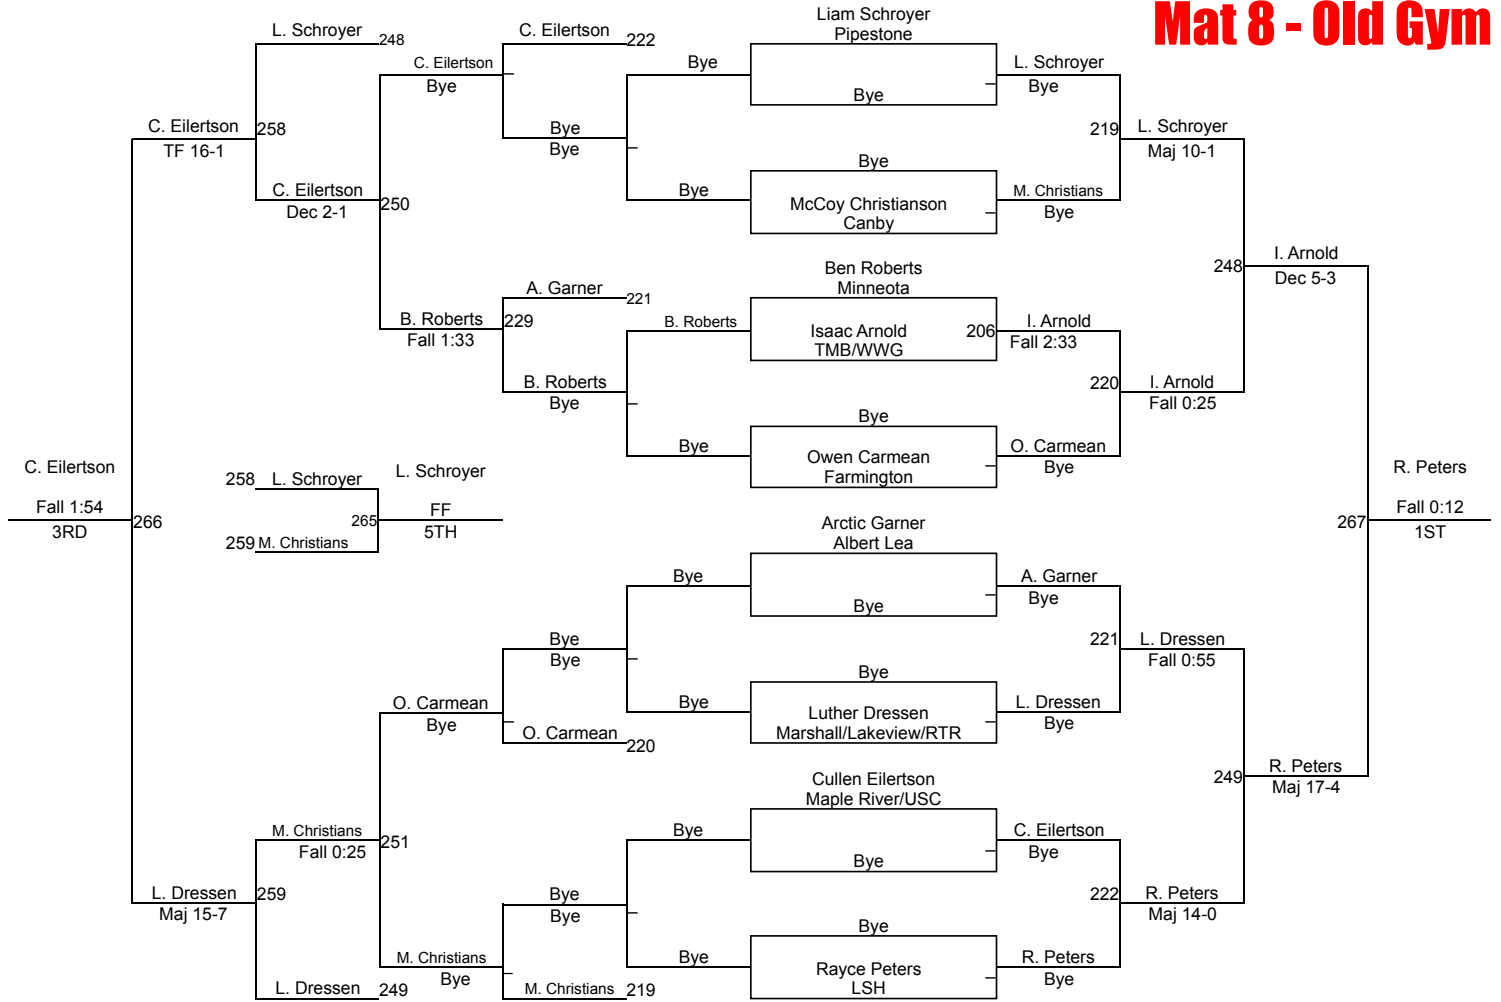 Mat 8 - Old Gym
L. Schroyer
248
C. Eilertson
222
Liam Schroyer
Pipestone
C. Eilertson
Bye
Bye
Bye
L. Schroyer
Bye
C. Eilertson
TF 16-1
258
Bye
Bye
219
L. Schroyer
Maj 10-1
C. Eilertson
Dec 2-1
250
Bye
Bye
McCoy Christianson
Canby
M. Christians
Bye
Ben Roberts
Minneota
248
I. Arnold
Dec 5-3
A. Garner
221
B. Roberts
Fall 1:33
229
B. Roberts
Isaac Arnold
TMB/WWG
206
I. Arnold
Fall 2:33
B. Roberts
Bye
220
I. Arnold
Fall 0:25
Bye
Bye
Owen Carmean
Farmington
O. Carmean
Bye
C. Eilertson
Fall 1:54
3RD
266
258
L. Schroyer
259
M. Christians
265
L. Schroyer
FF
5TH
R. Peters
Fall 0:12
1ST
267
Arctic Garner
Albert Lea
Bye
Bye
A. Garner
Bye
Bye
Bye
221
L. Dressen
Fall 0:55
O. Carmean
Bye
O. Carmean
220
Bye
Bye
Luther Dressen
Marshall/Lakeview/RTR
L. Dressen
Bye
249
R. Peters
Maj 17-4
Cullen Eilertson
Maple River/USC
M. Christians
Fall 0:25
251
Bye
Bye
C. Eilertson
Bye
L. Dressen
Maj 15-7
259
Bye
Bye
222
R. Peters
Maj 14-0
M. Christians
Bye
Bye
Bye
Rayce Peters
LSH
R. Peters
Bye
L. Dressen
249
M. Christians
219